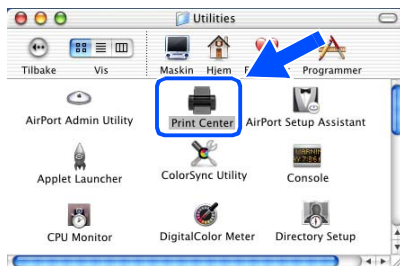 Utilities
Tilbake Vis Maskin Hjem Programmer
AirPort Admin Utility Print Center AirPort Setup Assistant
Applet Launcher ColorSync Utility Console
CPU Monitor DigitalColor Meter Directory Setup